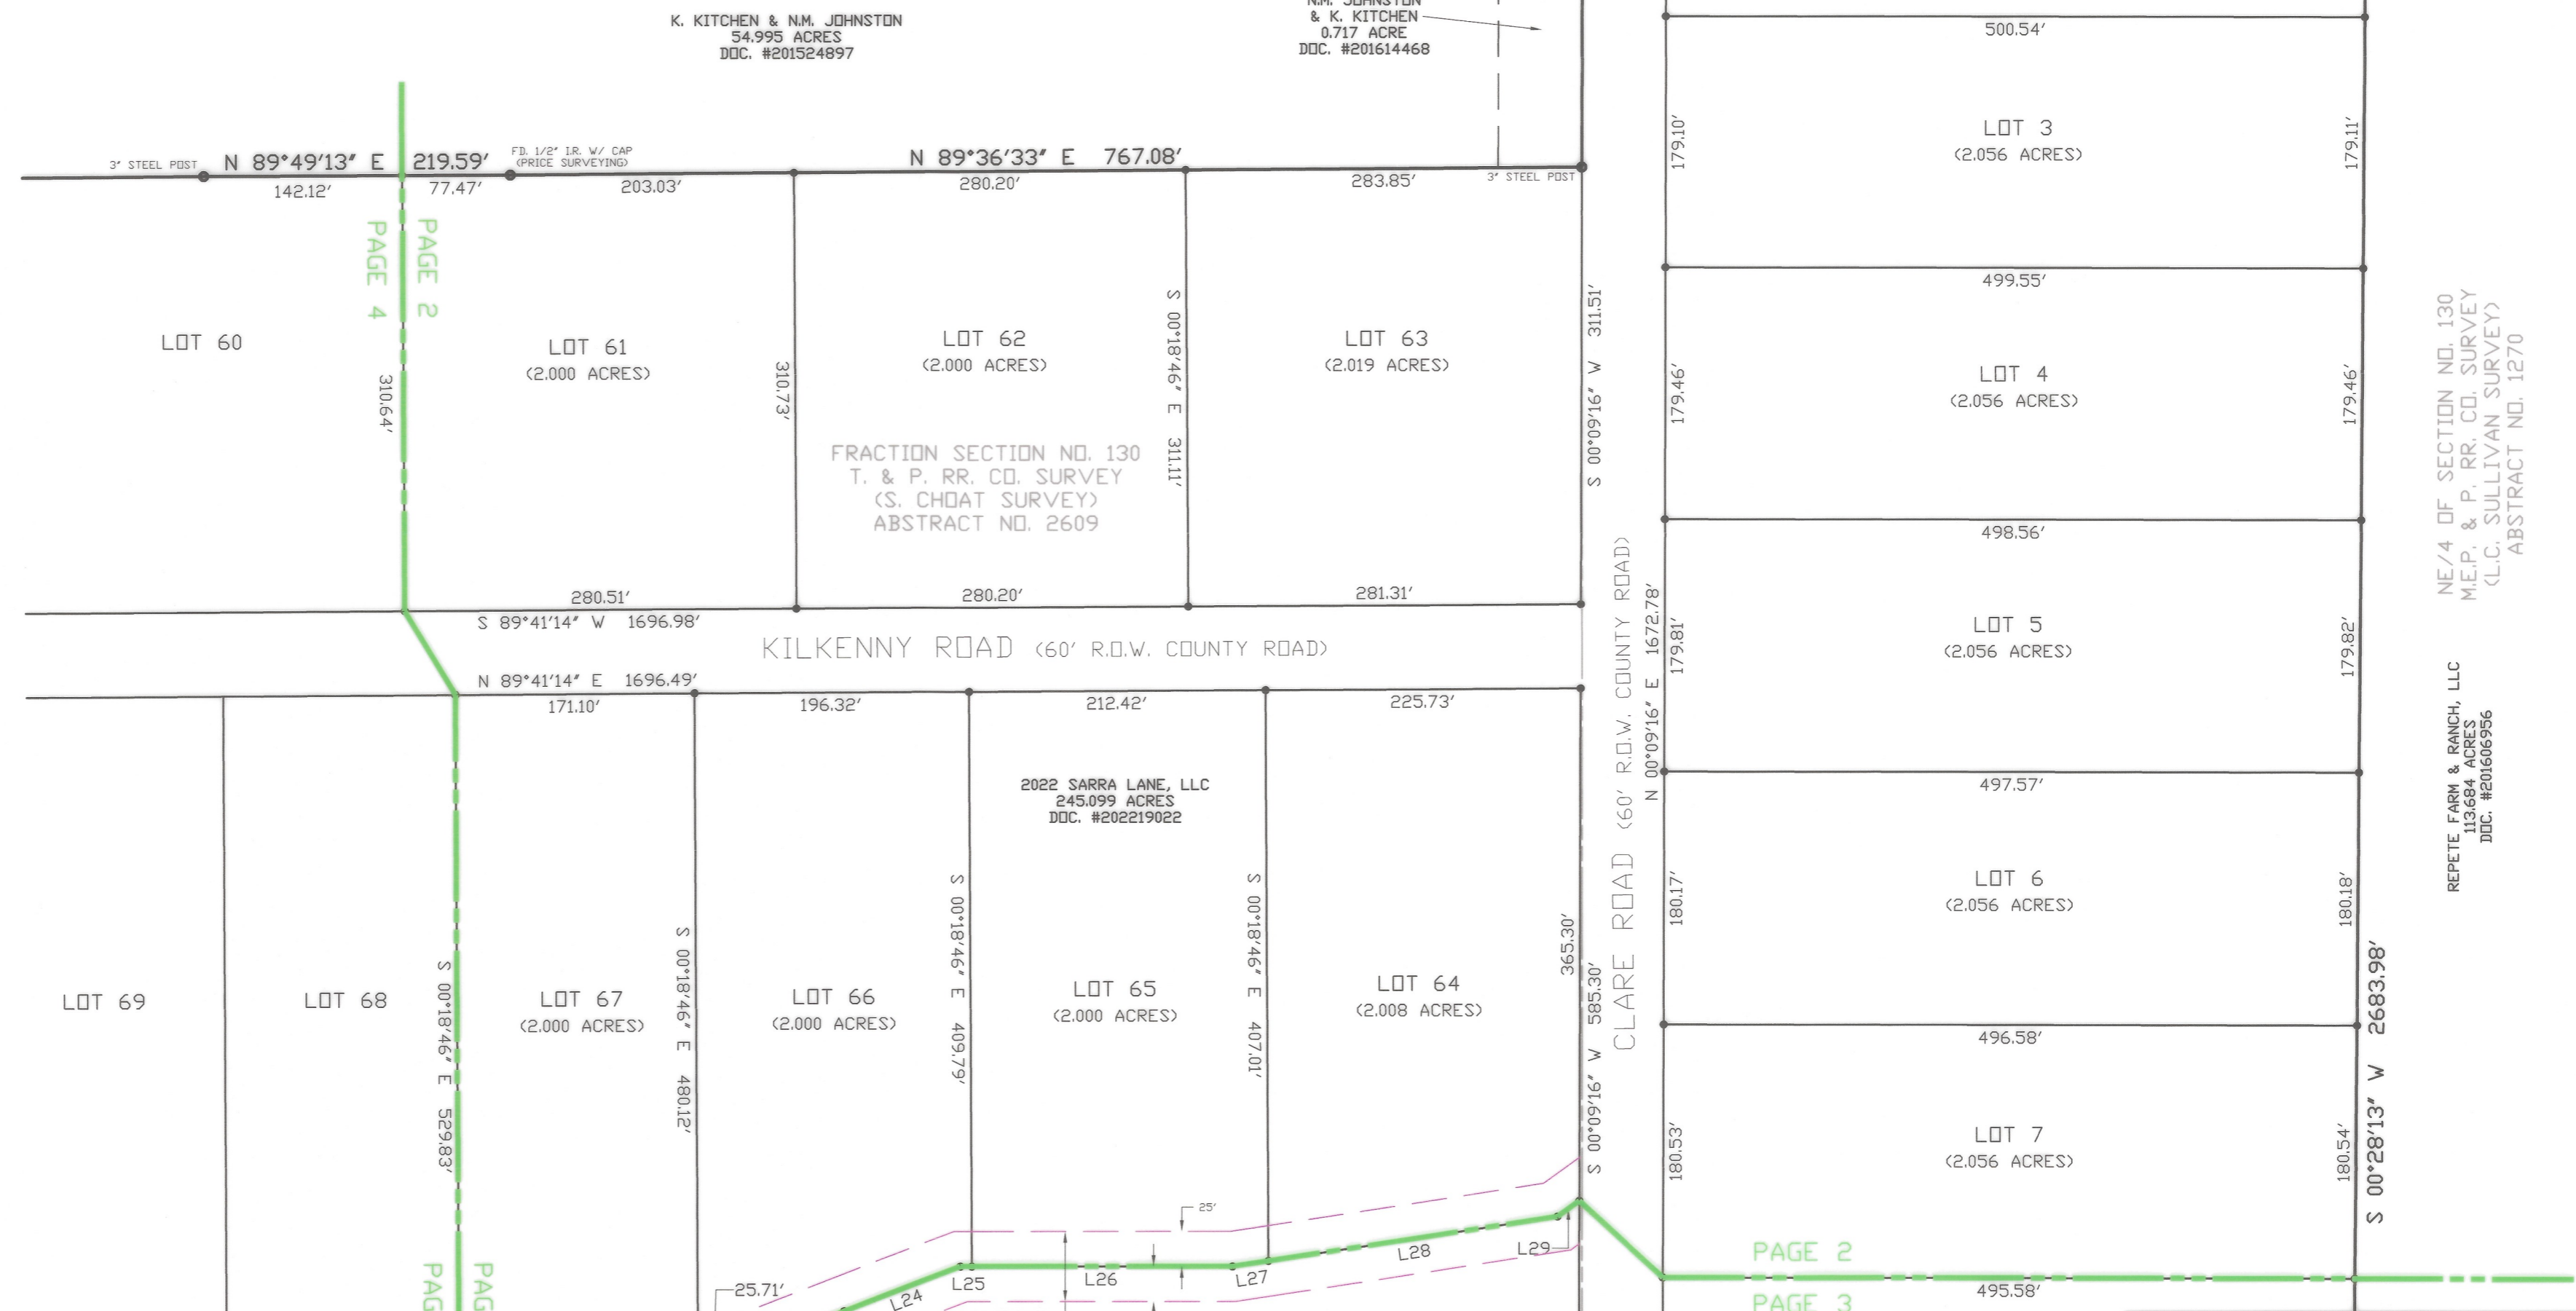 K. KITCHEN & N.M. JOHNSTON
54.995 ACRES
DOC. #201524897
N.M. JOHNSTON
& K. KITCHEN
0.717 ACRE
DOC. #201614468
500.54'
LOT 3
(2.056 ACRES)
179.10'
179.11'
3" STEEL POST
N 89°49'13" E 219.59'
FD. 1/2" I.R. W/ CAP
(PRICE SURVEYING)
N 89°36'33" E 767.08'
3" STEEL POST
142.12'
77.47'
203.03'
280.20'
283.85'
PAGE 4
PAGE 2
499.55'
LOT 60
310.64'
LOT 61
(2.000 ACRES)
310.73'
LOT 62
(2.000 ACRES)
S 00°18'46" E 311.11'
LOT 63
(2.019 ACRES)
S 00°09'16" W 311.51'
179.46'
LOT 4
(2.056 ACRES)
179.46'
FRACTION SECTION NO. 130
T. & P. RR. CO. SURVEY
(S. CHOAT SURVEY)
ABSTRACT NO. 2609
NE/4 OF SECTION NO. 130
M.E.P. & P. RR. CO. SURVEY
(L.C. SULLIVAN SURVEY)
ABSTRACT NO. 1270
498.56'
280.51'
280.20'
281.31'
S 89°41'14" W 1696.98'
KILKENNY ROAD (60' R.O.W. COUNTY ROAD)
N 89°41'14" E 1696.49'
171.10'
196.32'
212.42'
225.73'
CLARE ROAD (60' R.O.W. COUNTY ROAD)
N 00°09'16" E 1672.78'
179.81'
LOT 5
(2.056 ACRES)
179.82'
REPETE FARM & RANCH, LLC
113.684 ACRES
DOC. #201606956
497.57'
2022 SARRA LANE, LLC
245.099 ACRES
DOC. #202219022
180.17'
LOT 6
(2.056 ACRES)
180.18'
LOT 69
LOT 68
S 00°18'46" E 529.83'
LOT 67
(2.000 ACRES)
S 00°18'46" E 480.12'
LOT 66
(2.000 ACRES)
S 00°18'46" E 409.79'
LOT 65
(2.000 ACRES)
S 00°18'46" E 407.01'
LOT 64
(2.008 ACRES)
365.30'
S 00°09'16" W 585.30'
496.58'
180.53'
LOT 7
(2.056 ACRES)
180.54'
S 00°28'13" W 2683.98'
25'
PAG
PAG
25.71'
L24
L25
L26
L27
L28
L29
PAGE 2
495.58'
PAGE 3